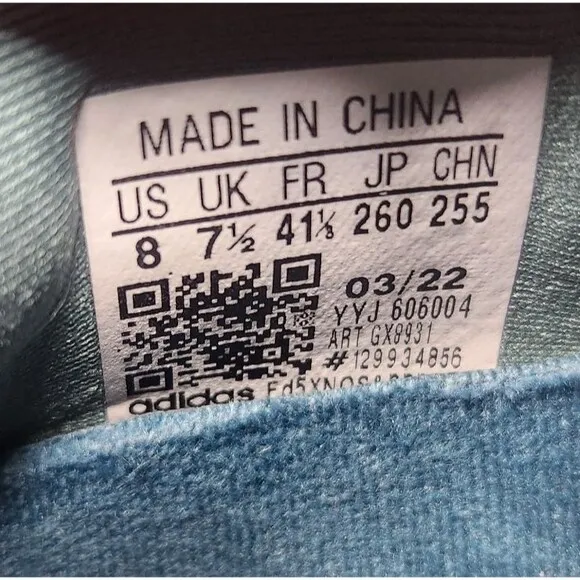 MADE IN CHINA
US UK FR JP CHN
8 7½ 41⅓ 260 255
03/22
YYJ 606004
ART GX8931
#129934856
adidas